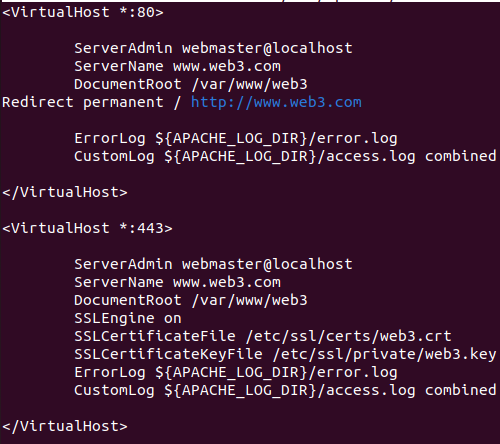 <VirtualHost *:80>
ServerAdmin webmaster@localhost
ServerName www.web3.com
DocumentRoot /var/www/web3
Redirect permanent / http://www.web3.com
ErrorLog ${APACHE_LOG_DIR}/error.log
CustomLog ${APACHE_LOG_DIR}/access.log combined
</VirtualHost>
<VirtualHost *:443>
ServerAdmin webmaster@localhost
ServerName www.web3.com
DocumentRoot /var/www/web3
SSLEngine on
SSLCertificateFile /etc/ssl/certs/web3.crt
SSLCertificateKeyFile /etc/ssl/private/web3.key
ErrorLog ${APACHE_LOG_DIR}/error.log
CustomLog ${APACHE_LOG_DIR}/access.log combined
</VirtualHost>